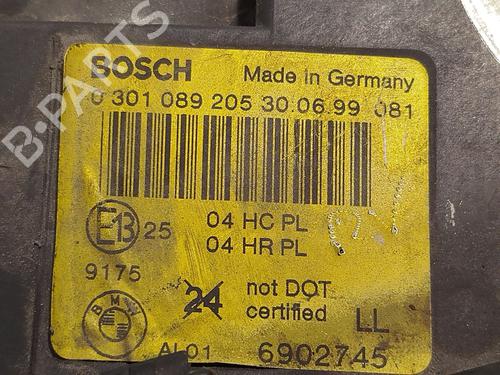 BOSCH Made in Germany
0 301 089 205 30.06.99 081
E13 25 04 HC PL
04 HR PL
9175
24 not DOT
certified LL
BMW
AL01 6902745
B-PARTS